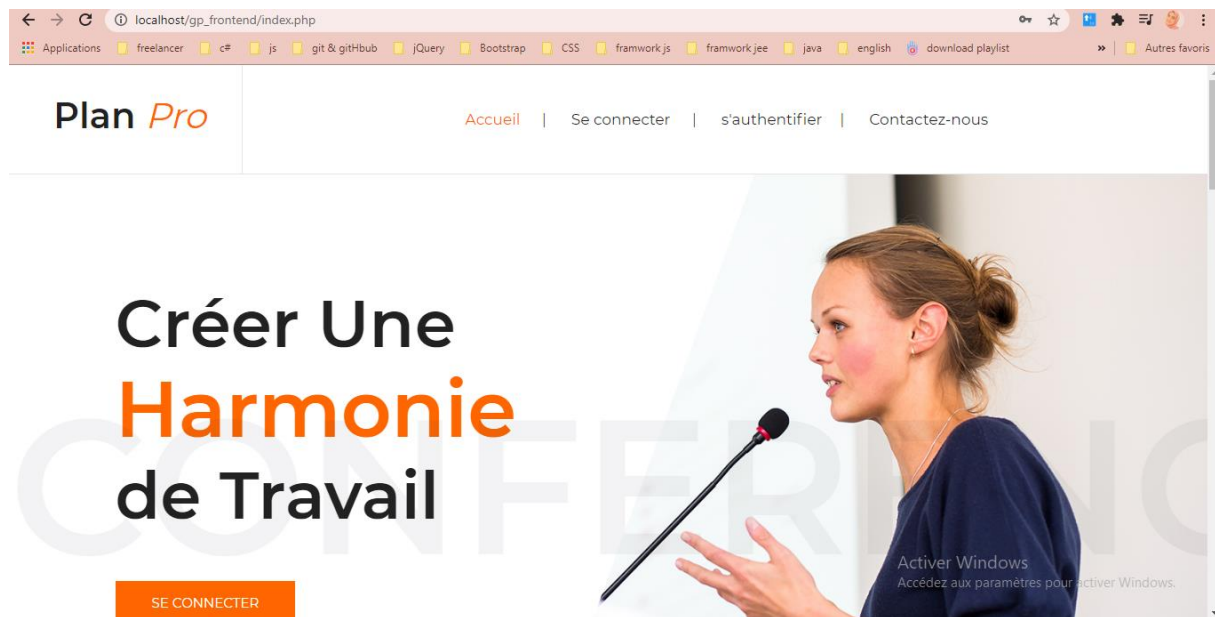 localhost/gp_frontend/index.php
Applications freelancer c# js git & gitHbub jQuery Bootstrap CSS framwork js framwork jee java english download playlist » Autres favoris
Plan Pro
Accueil | Se connecter | s'authentifier | Contactez-nous
Créer Une
Harmonie
de Travail
CONFERENC
SE CONNECTER
Activer Windows
Accédez aux paramètres pour activer Windows.